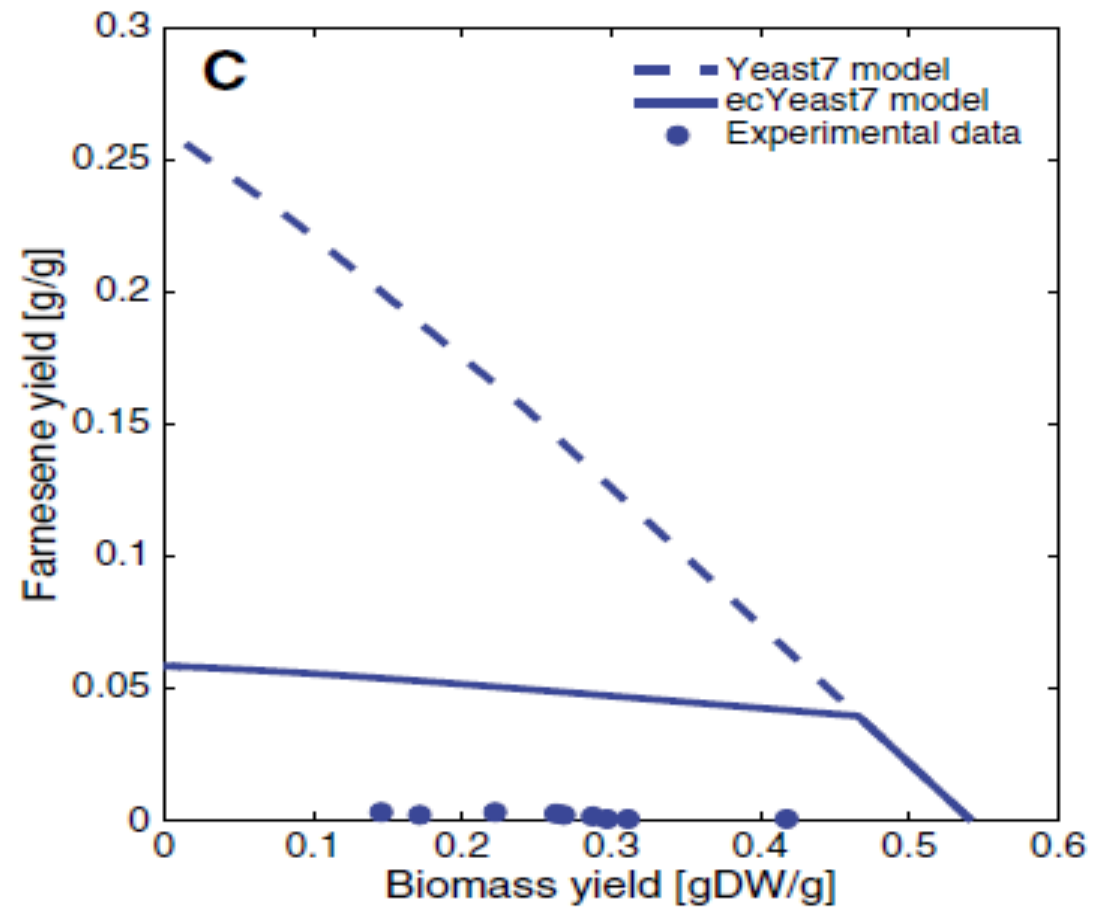 C
Yeast7 model
ecYeast7 model
Experimental data
Farnesene yield [g/g]
0.3
0.25
0.2
0.15
0.1
0.05
0
0 0.1 0.2 0.3 0.4 0.5 0.6
Biomass yield [gDW/g]